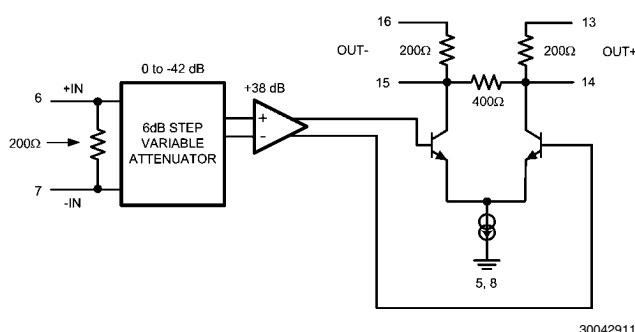 16
13
OUT-
200Ω
200Ω
OUT+
0 to -42 dB
+38 dB
15
14
400Ω
6
+IN
6dB STEP
VARIABLE
ATTENUATOR
+
-
200Ω
7
-IN
5, 8
30042911